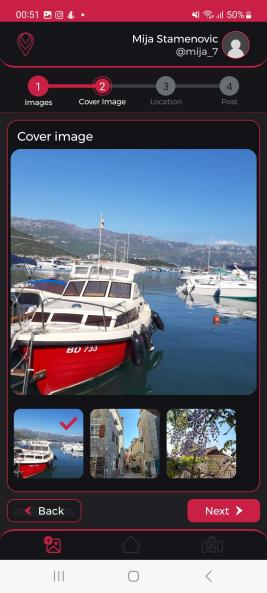 00:51
50%
Mija Stamenovic
@mija_7
1
2
3
4
Images
Cover Image
Location
Post
Cover image
BD 733
Back
Next